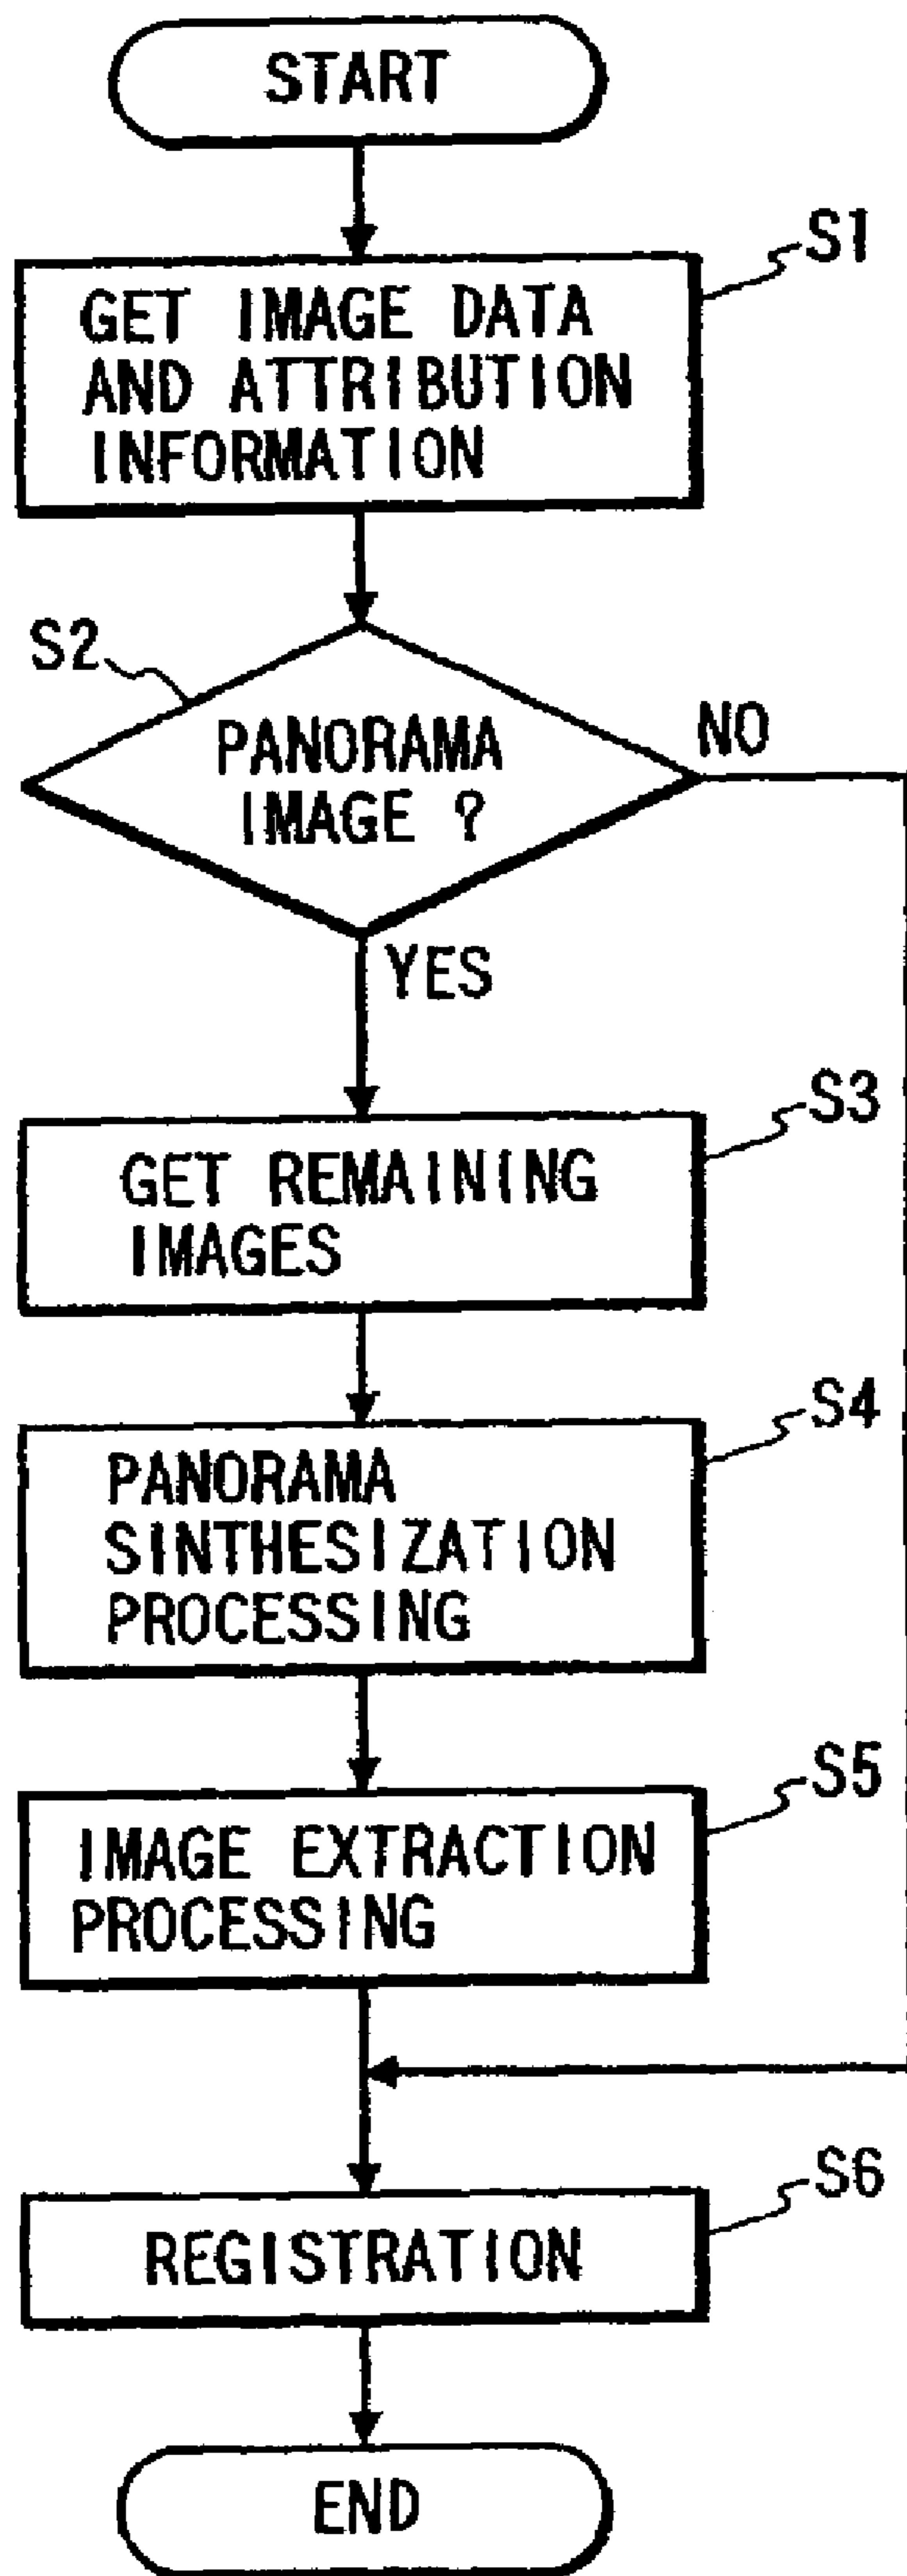 START
S1
GET IMAGE DATA
AND ATTRIBUTION
INFORMATION
S2
PANORAMA
IMAGE ?
NO
YES
S3
GET REMAINING
IMAGES
S4
PANORAMA
SINTHESIZATION
PROCESSING
S5
IMAGE EXTRACTION
PROCESSING
S6
REGISTRATION
END